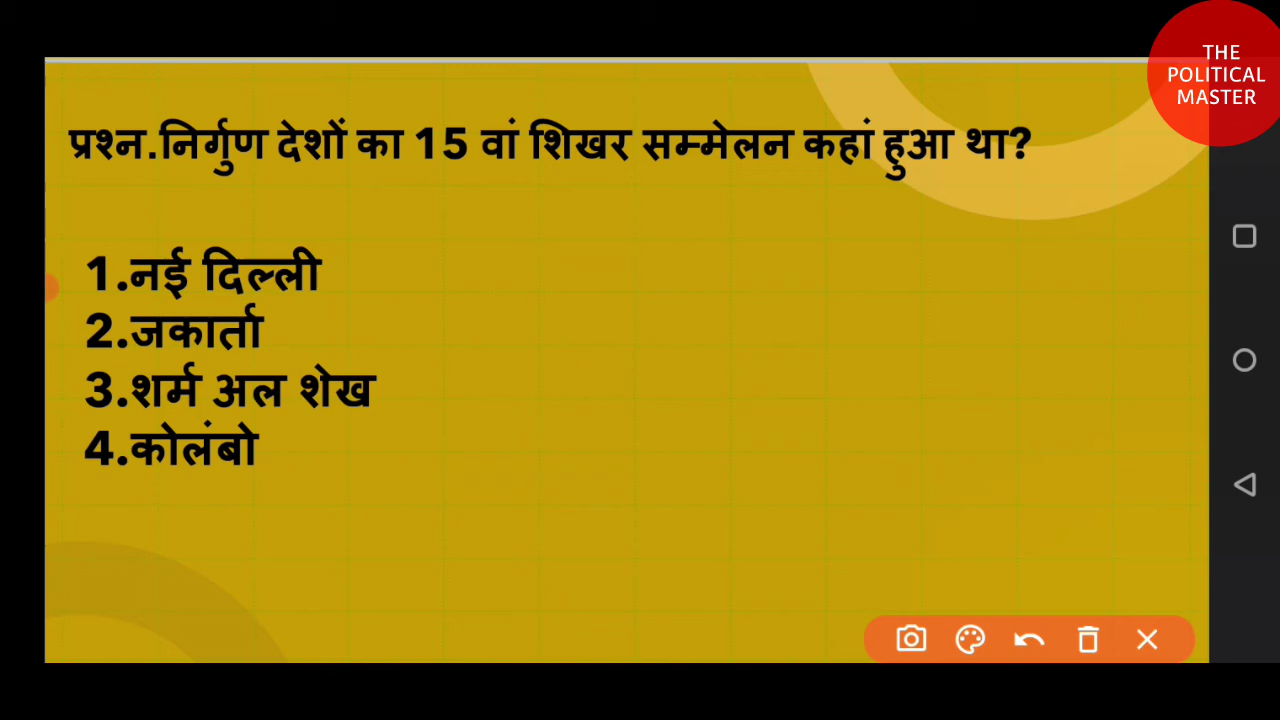 THE
POLITICAL
MASTER
प्रश्न.निर्गुण देशों का 15 वां शिखर सम्मेलन कहां हुआ था?
1.नई दिल्ली
2.जकार्ता
3.शर्म अल शेख
4.कोलंबो